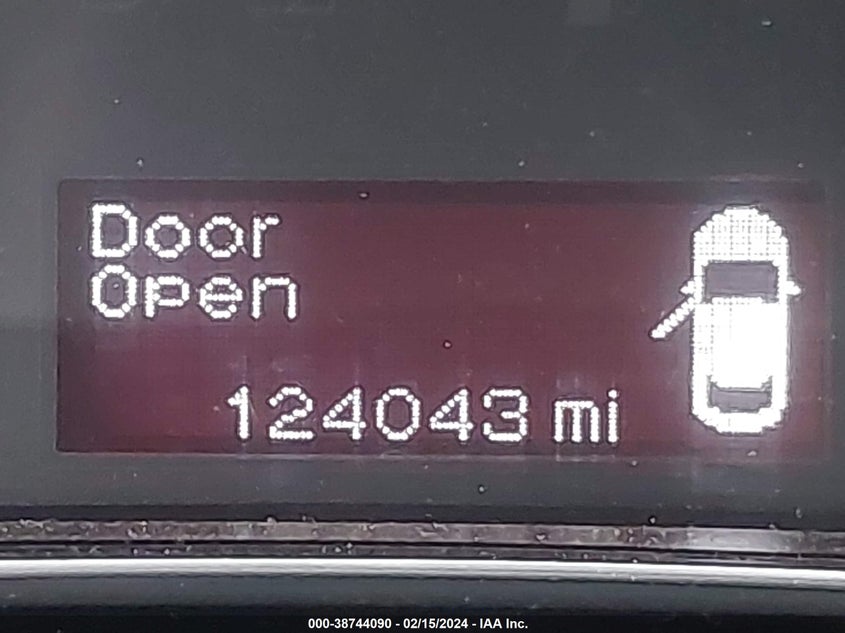 Door
Open
124043 mi
000-38744090 - 02/15/2024 - IAA Inc.